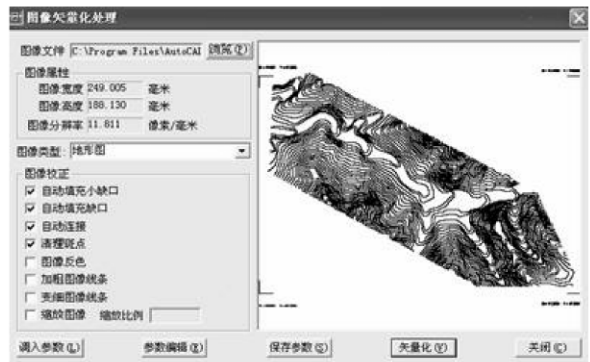 图像矢量化处理
图像文件 C:\Program Files\AutoCAI 浏览(P)
图像属性
图像宽度 249.005 毫米
图像高度 188.130 毫米
图像分辨率 11.811 像素/毫米
图像类型: 地形图
图像校正
自动填充小缺口
自动填充缺口
自动连接
清理斑点
图像反色
加粗图像线条
变细图像线条
缩放图像 缩放比例
调入参数(L) 参数编辑(E) 保存参数(S) 矢量化(V) 关闭(C)